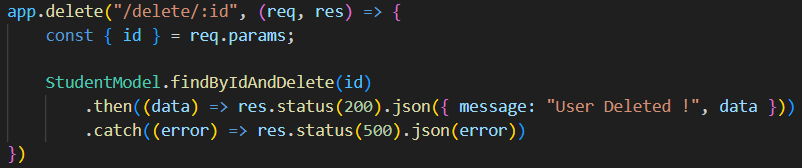 app.delete("/delete/:id", (req, res) => {
    const { id } = req.params;

    StudentModel.findByIdAndDelete(id)
        .then((data) => res.status(200).json({ message: "User Deleted !", data }))
        .catch((error) => res.status(500).json(error))
})